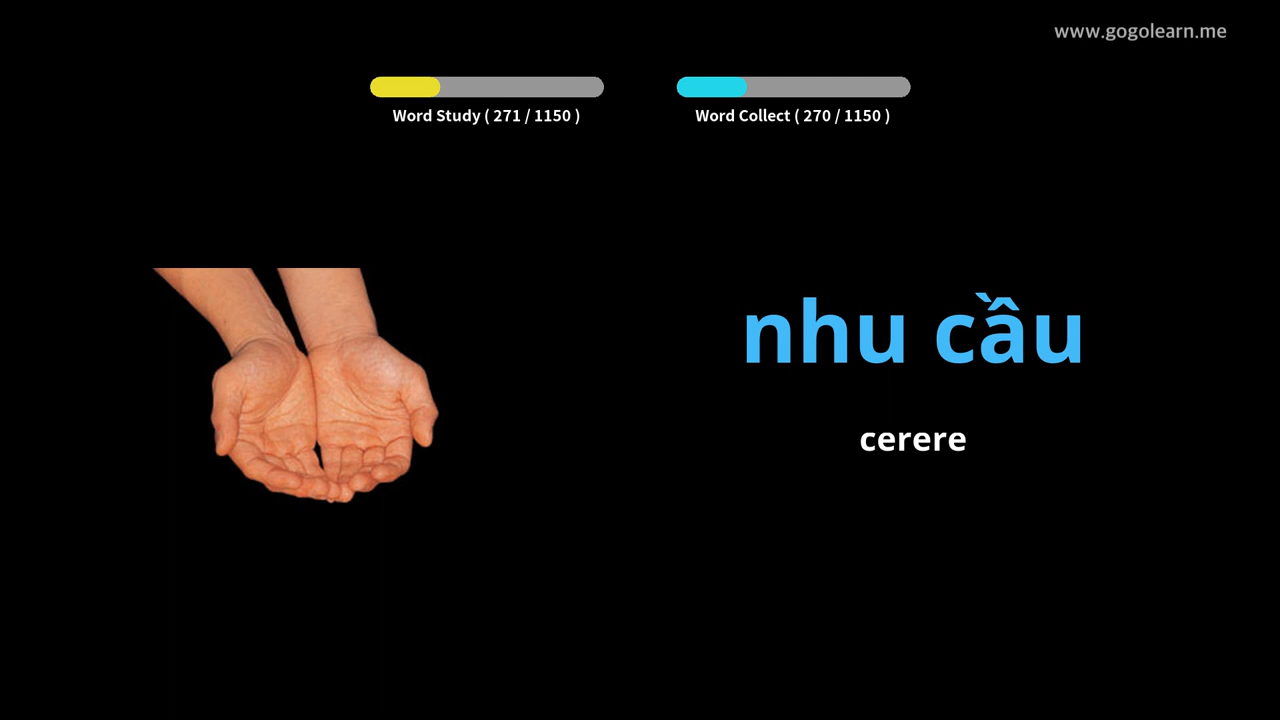 www.gogolearn.me
Word Study ( 271 / 1150 )
Word Collect ( 270 / 1150 )
nhu cầu
cerere